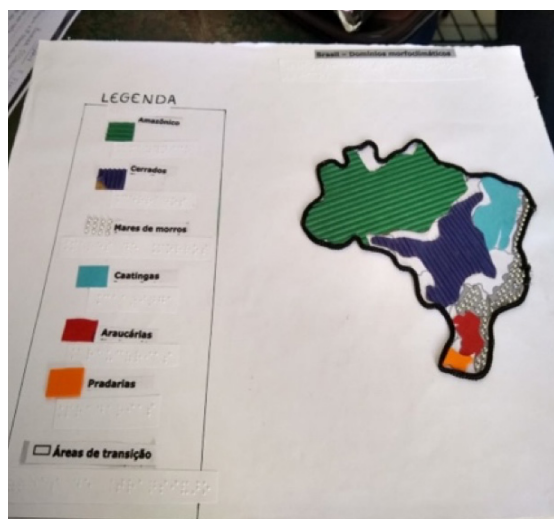 Brasil – Domínios morfoclimáticos
LEGENDA
Amazônico
Cerrados
Mares de morros
Caatingas
Araucárias
Pradarias
Áreas de transição